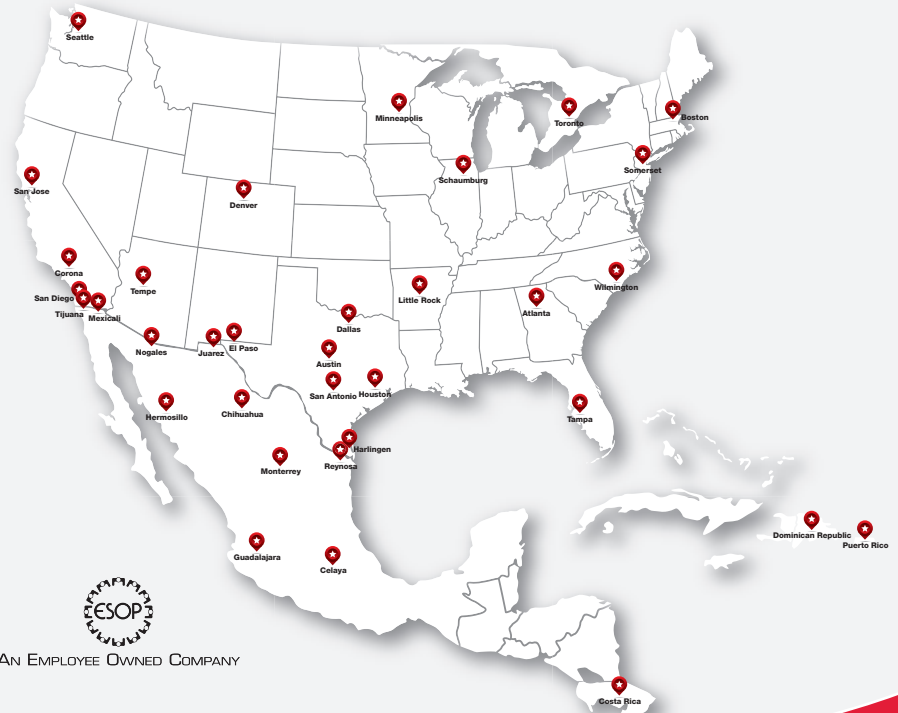 Seattle
Minneapolis
Toronto
Boston
Somerset
Schaumburg
San Jose
Denver
Corona
Tempe
Wilmington
Little Rock
San Diego
Atlanta
Tijuana
Mexicali
Dallas
Nogales
Juarez
El Paso
Austin
San Antonio
Houston
Hermosillo
Chihuahua
Tampa
Harlingen
Reynosa
Monterrey
Dominican Republic
Puerto Rico
Guadalajara
Celaya
ESOP
AN EMPLOYEE OWNED COMPANY
Costa Rica